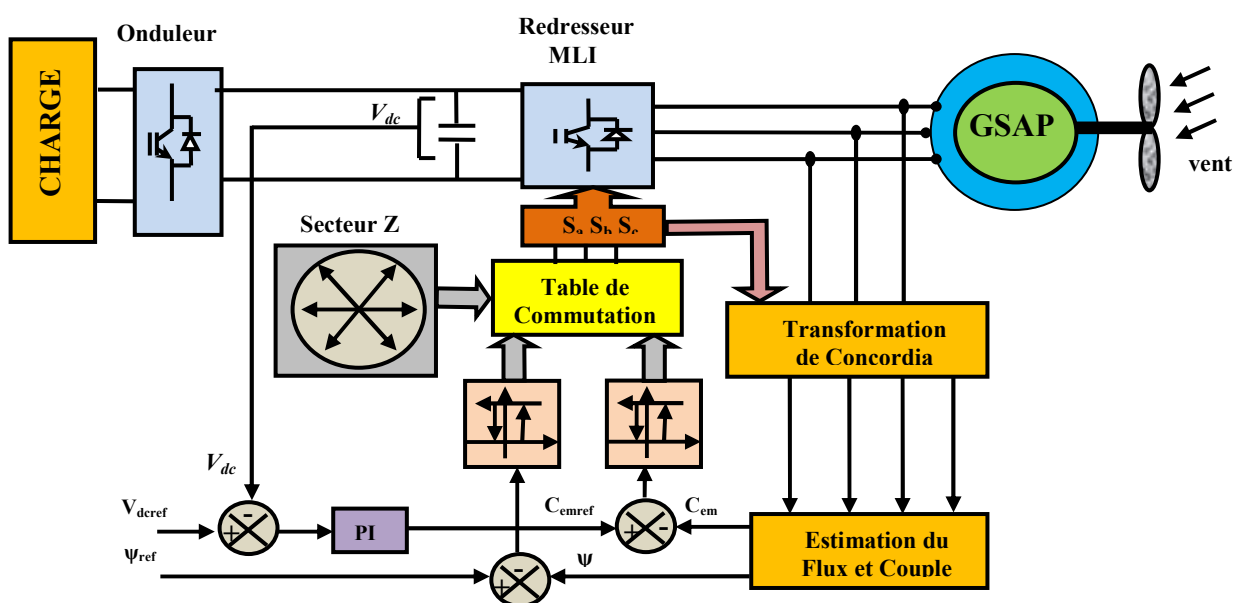 Onduleur
Redresseur
MLI
CHARGE
V_dc
GSAP
vent
Secteur Z
S_a S_b S_c
Table de
Commutation
Transformation
de Concordia
V_dc
V_dcref
ψ_ref
+ -
PI
C_emref
+ -
C_em
ψ
+ -
Estimation du
Flux et Couple